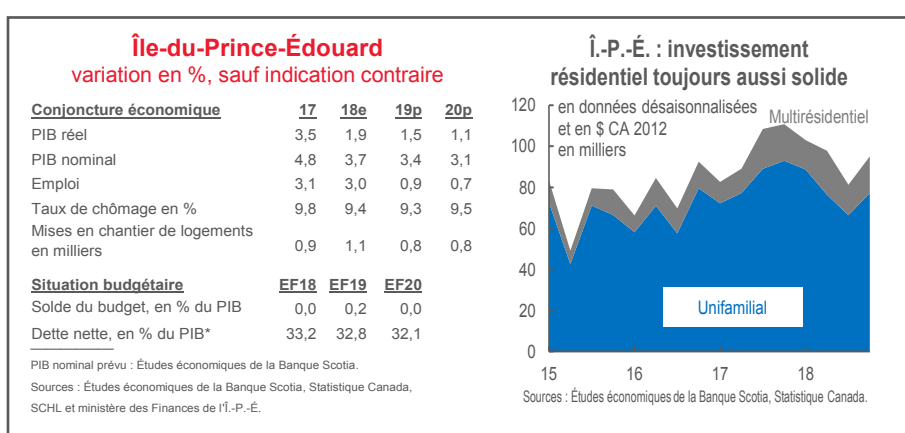 Île-du-Prince-Édouard
variation en %, sauf indication contraire
Conjoncture économique 17 18e 19p 20p
PIB réel 3,5 1,9 1,5 1,1
PIB nominal 4,8 3,7 3,4 3,1
Emploi 3,1 3,0 0,9 0,7
Taux de chômage en % 9,8 9,4 9,3 9,5
Mises en chantier de logements
en milliers 0,9 1,1 0,8 0,8
Situation budgétaire EF18 EF19 EF20
Solde du budget, en % du PIB 0,0 0,2 0,0
Dette nette, en % du PIB* 33,2 32,8 32,1
PIB nominal prévu : Études économiques de la Banque Scotia.
Sources : Études économiques de la Banque Scotia, Statistique Canada,
SCHL et ministère des Finances de l'Î.-P.-É.
Î.-P.-É. : investissement
résidentiel toujours aussi solide
en données désaisonnalisées
et en $ CA 2012
en milliers
Multirésidentiel
Unifamilial
120
100
80
60
40
20
0
15 16 17 18
Sources : Études économiques de la Banque Scotia, Statistique Canada.